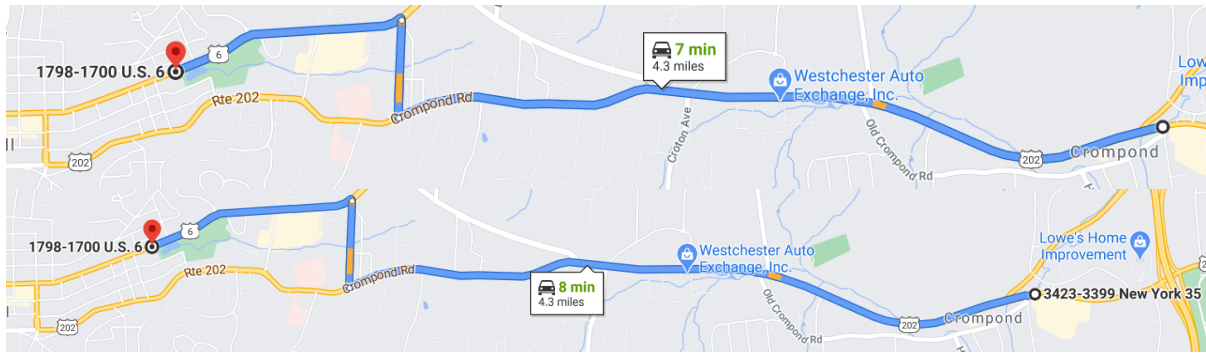 6
1798-1700 U.S. 6
Rte 202
Crompond Rd
7 min
4.3 miles
Westchester Auto
Exchange, Inc.
Croton Ave
Old Crompond Rd
202
202
Crompond
Lowe
Impr
ll
H
6
1798-1700 U.S. 6
Rte 202
Crompond Rd
8 min
4.3 miles
Westchester Auto
Exchange, Inc.
Old Crompond Rd
Lowe's Home
Improvement
3423-3399 New York 35
202
202
Crompond